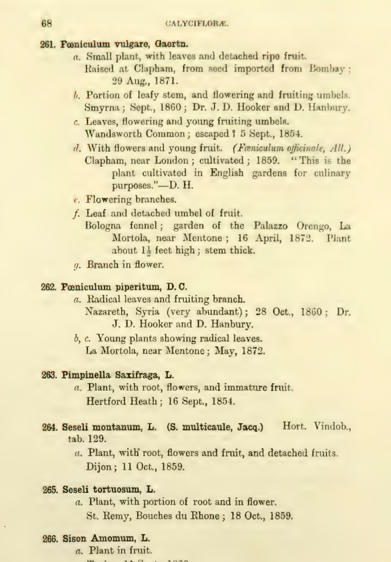 68
CALYCIFLORÆ.
261. Fœniculum vulgare, Gaertn.
a. Small plant, with leaves and detached ripe fruit.
Raised at Clapham, from seed imported from Bombay;
29 Aug., 1871.
b. Portion of leafy stem, and flowering and fruiting umbels.
Smyrna; Sept., 1860; Dr. J. D. Hooker and D. Hanbury.
c. Leaves, flowering and young fruiting umbels.
Wandsworth Common; escaped? 5 Sept., 1854.
d. With flowers and young fruit. (Fœniculum officinale, All.)
Clapham, near London; cultivated; 1859. "This is the
plant cultivated in English gardens for culinary
purposes."—D. H.
e. Flowering branches.
f. Leaf and detached umbel of fruit.
Bologna fennel; garden of the Palazzo Orengo, La
Mortola, near Mentone; 16 April, 1872. Plant
about 1½ feet high; stem thick.
g. Branch in flower.
262. Fœniculum piperitum, D. C.
a. Radical leaves and fruiting branch.
Nazareth, Syria (very abundant); 28 Oct., 1860; Dr.
J. D. Hooker and D. Hanbury.
b, c. Young plants showing radical leaves.
La Mortola, near Mentone; May, 1872.
263. Pimpinella Saxifraga, L.
a. Plant, with root, flowers, and immature fruit.
Hertford Heath; 16 Sept., 1854.
264. Seseli montanum, L. (S. multicaule, Jacq.) Hort. Vindob.,
tab. 129.
a. Plant, with root, flowers and fruit, and detached fruits.
Dijon; 11 Oct., 1859.
265. Seseli tortuosum, L.
a. Plant, with portion of root and in flower.
St. Remy, Bouches du Rhone; 18 Oct., 1859.
266. Sison Amomum, L.
a. Plant in fruit.